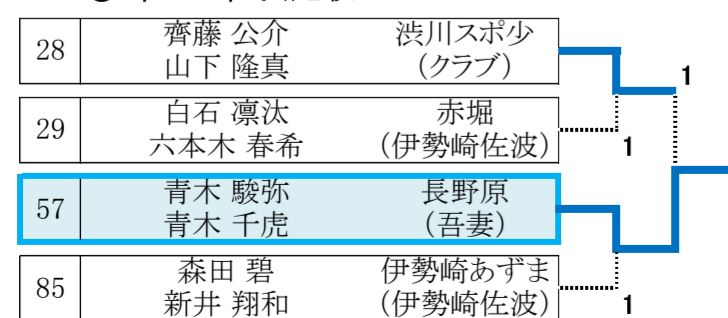 28 齊藤 公介 渋川スポ少
山下 隆真 (クラブ)
1
29 白石 凛汰 赤堀
六本木 春希 (伊勢崎佐波)
1
57 青木 駿弥 長野原
青木 千虎 (吾妻)
85 森田 碧 伊勢崎あずま
新井 翔和 (伊勢崎佐波)
1